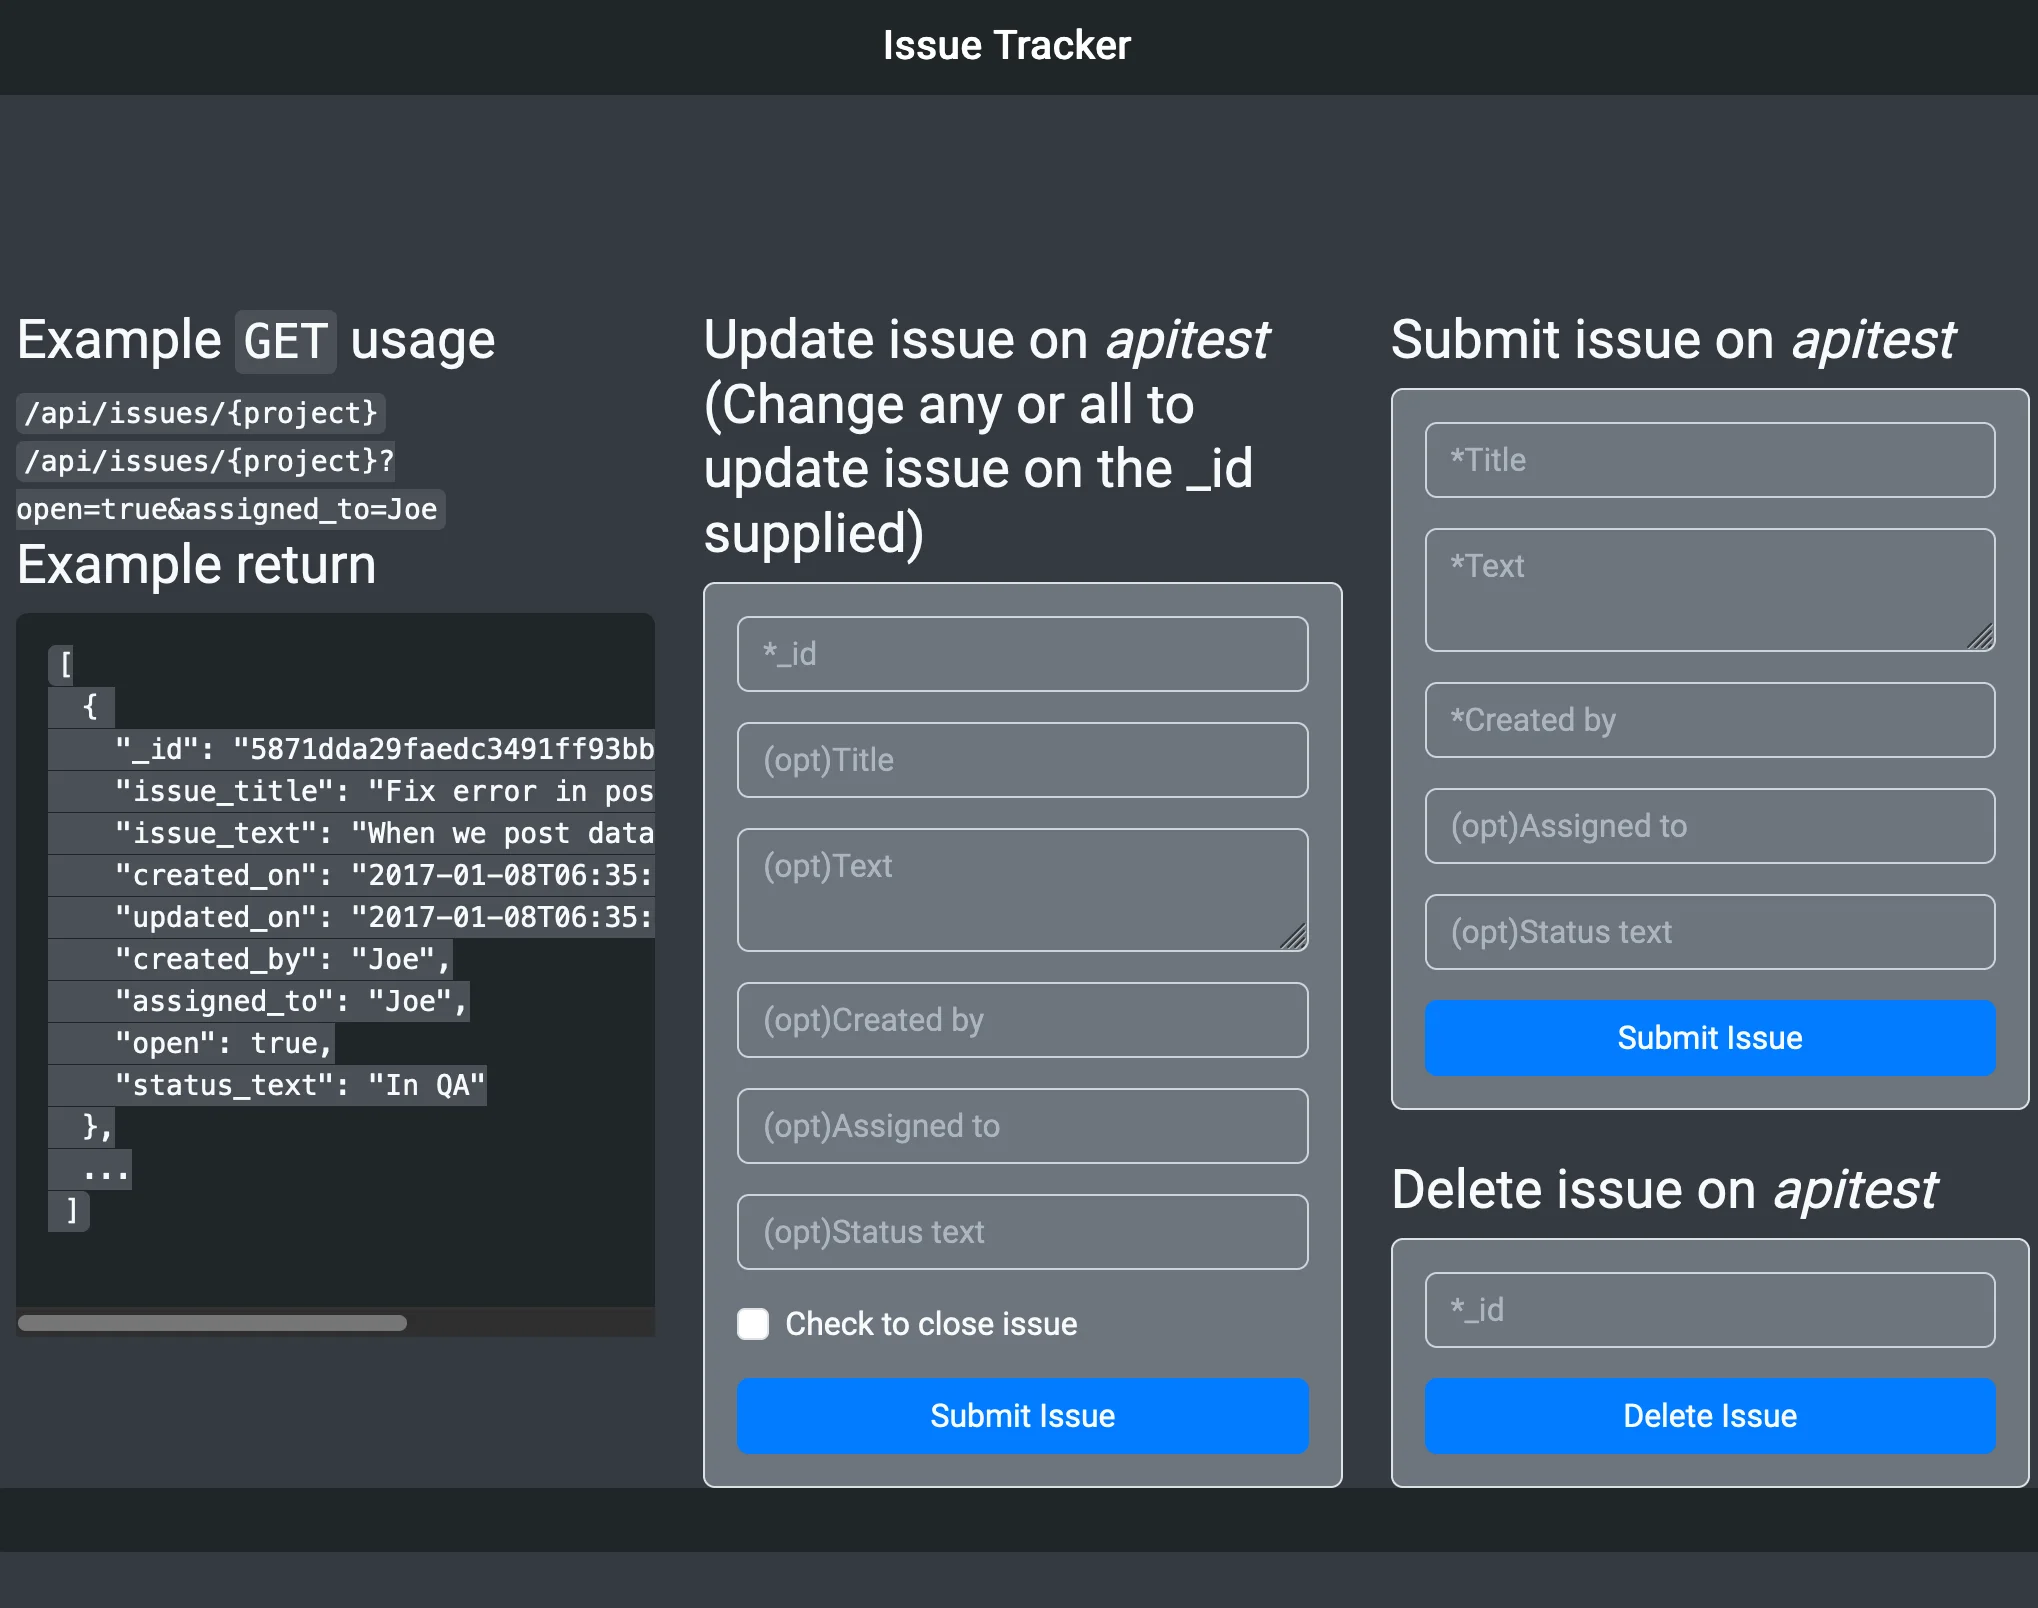 Issue Tracker
Example GET usage
/api/issues/{project}
/api/issues/{project}?
open=true&assigned_to=Joe
Example return
[
{
"_id": "5871dda29faedc3491ff93bb
"issue_title": "Fix error in pos
"issue_text": "When we post data
"created_on": "2017-01-08T06:35:
"updated_on": "2017-01-08T06:35:
"created_by": "Joe",
"assigned_to": "Joe",
"open": true,
"status_text": "In QA"
},
...
]
Update issue on apitest
(Change any or all to
update issue on the _id
supplied)
*_id
(opt)Title
(opt)Text
(opt)Created by
(opt)Assigned to
(opt)Status text
Check to close issue
Submit Issue
Submit issue on apitest
*Title
*Text
*Created by
(opt)Assigned to
(opt)Status text
Submit Issue
Delete issue on apitest
*_id
Delete Issue